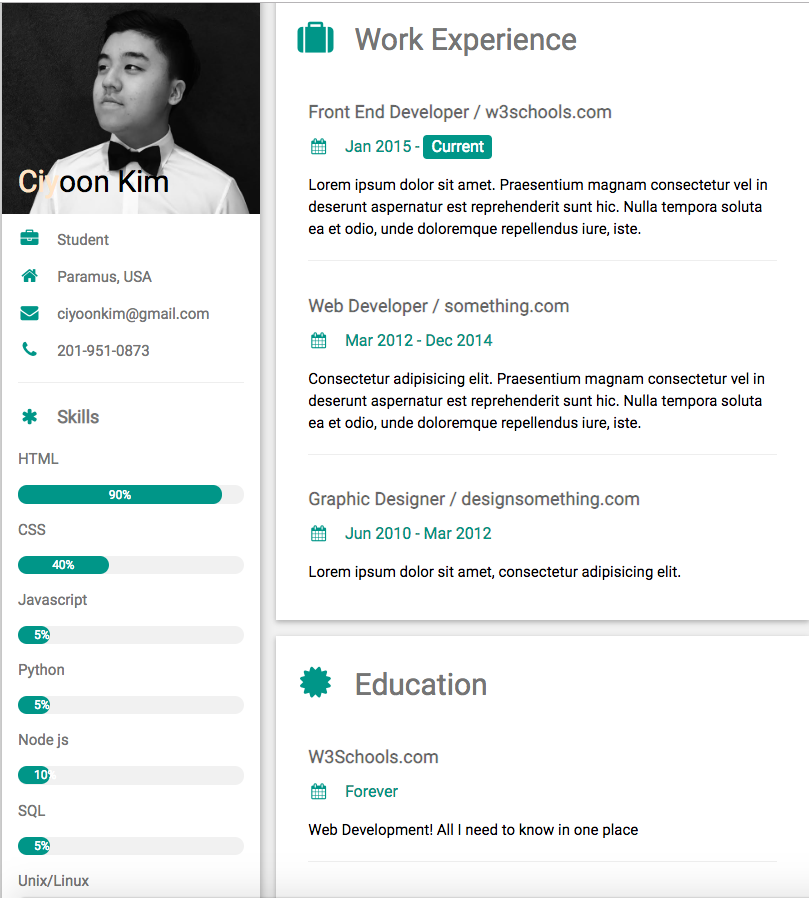 Ciyoon Kim
Student
Paramus, USA
ciyoonkim@gmail.com
201-951-0873
Skills
HTML
90%
CSS
40%
Javascript
5%
Python
5%
Node js
10%
SQL
5%
Unix/Linux
Work Experience
Front End Developer / w3schools.com
Jan 2015 - Current
Lorem ipsum dolor sit amet. Praesentium magnam consectetur vel in
deserunt aspernatur est reprehenderit sunt hic. Nulla tempora soluta
ea et odio, unde doloremque repellendus iure, iste.
Web Developer / something.com
Mar 2012 - Dec 2014
Consectetur adipisicing elit. Praesentium magnam consectetur vel in
deserunt aspernatur est reprehenderit sunt hic. Nulla tempora soluta
ea et odio, unde doloremque repellendus iure, iste.
Graphic Designer / designsomething.com
Jun 2010 - Mar 2012
Lorem ipsum dolor sit amet, consectetur adipisicing elit.
Education
W3Schools.com
Forever
Web Development! All I need to know in one place